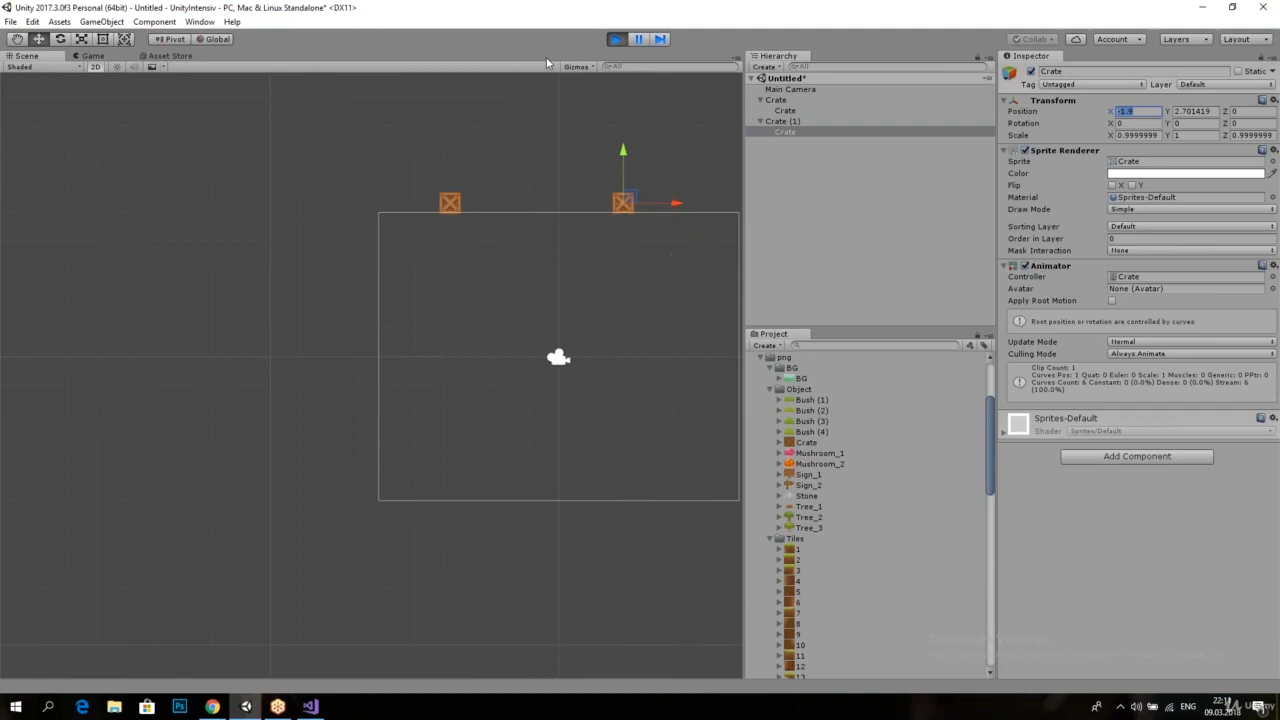 Unity 2017.3.0f3 Personal (64bit) - Untitled - UnityIntensiv - PC, Mac & Linux Standalone* <DX11>
File Edit Assets GameObject Component Window Help
Pivot Global Collab Account Layers Layout
Scene Game Asset Store
Shaded 2D Gizmos All
Hierarchy
Create All
Untitled*
Main Camera
Crate
Crate
Crate (1)
Crate
Project
Create
png
BG
BG
Object
Bush (1)
Bush (2)
Bush (3)
Bush (4)
Crate
Mushroom_1
Mushroom_2
Sign_1
Sign_2
Stone
Tree_1
Tree_2
Tree_3
Tiles
1
2
3
4
5
6
7
8
9
10
11
12
13
Inspector
Crate Static
Tag Untagged Layer Default
Transform
Position X -1.9 Y 2.701419 Z 0
Rotation X 0 Y 0 Z 0
Scale X 0.9999999 Y 1 Z 0.9999999
Sprite Renderer
Sprite Crate
Color
Flip X Y
Material Sprites-Default
Draw Mode Simple
Sorting Layer Default
Order in Layer 0
Mask Interaction None
Animator
Controller Crate
Avatar None (Avatar)
Apply Root Motion
Root position or rotation are controlled by curves
Update Mode Normal
Culling Mode Always Animate
Clip Count: 1
Curves Pos: 1 Quat: 0 Euler: 0 Scale: 1 Muscles: 0 Generic: 0 PPtr: 0
Curves Count: 6 Constant: 0 (0.0%) Dense: 0 (0.0%) Stream: 6
(100.0%)
Sprites-Default
Shader Sprites/Default
Add Component
ENG
09.03.2018
Udemy